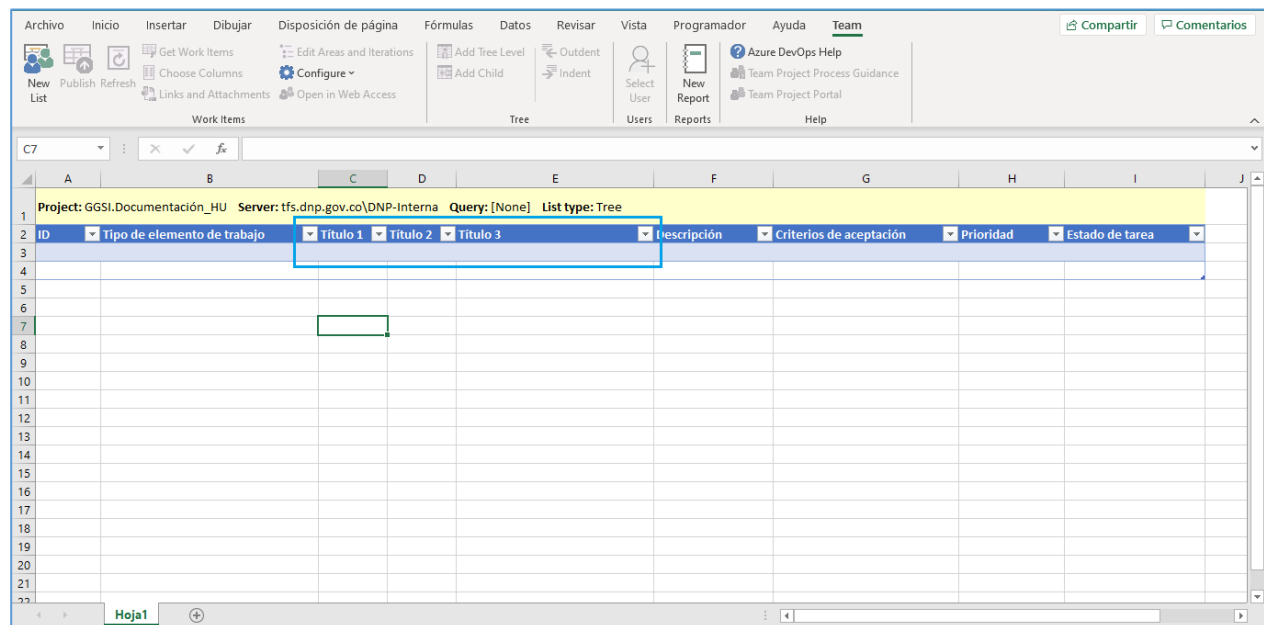 Archivo Inicio Insertar Dibujar Disposición de página Fórmulas Datos Revisar Vista Programador Ayuda Team Compartir Comentarios
New List
Publish
Refresh
Get Work Items
Choose Columns
Links and Attachments
Edit Areas and Iterations
Configure
Open in Web Access
Work Items
Add Tree Level
Add Child
Outdent
Indent
Tree
Select User
Users
New Report
Reports
Azure DevOps Help
Team Project Process Guidance
Team Project Portal
Help
C7 fx
A B C D E F G H I J
1 Project: GGSI.Documentación_HU Server: tfs.dnp.gov.co\DNP-Interna Query: [None] List type: Tree
2 ID Tipo de elemento de trabajo Título 1 Título 2 Título 3 Descripción Criterios de aceptación Prioridad Estado de tarea
3
4
5
6
7
8
9
10
11
12
13
14
15
16
17
18
19
20
21
22
Hoja1